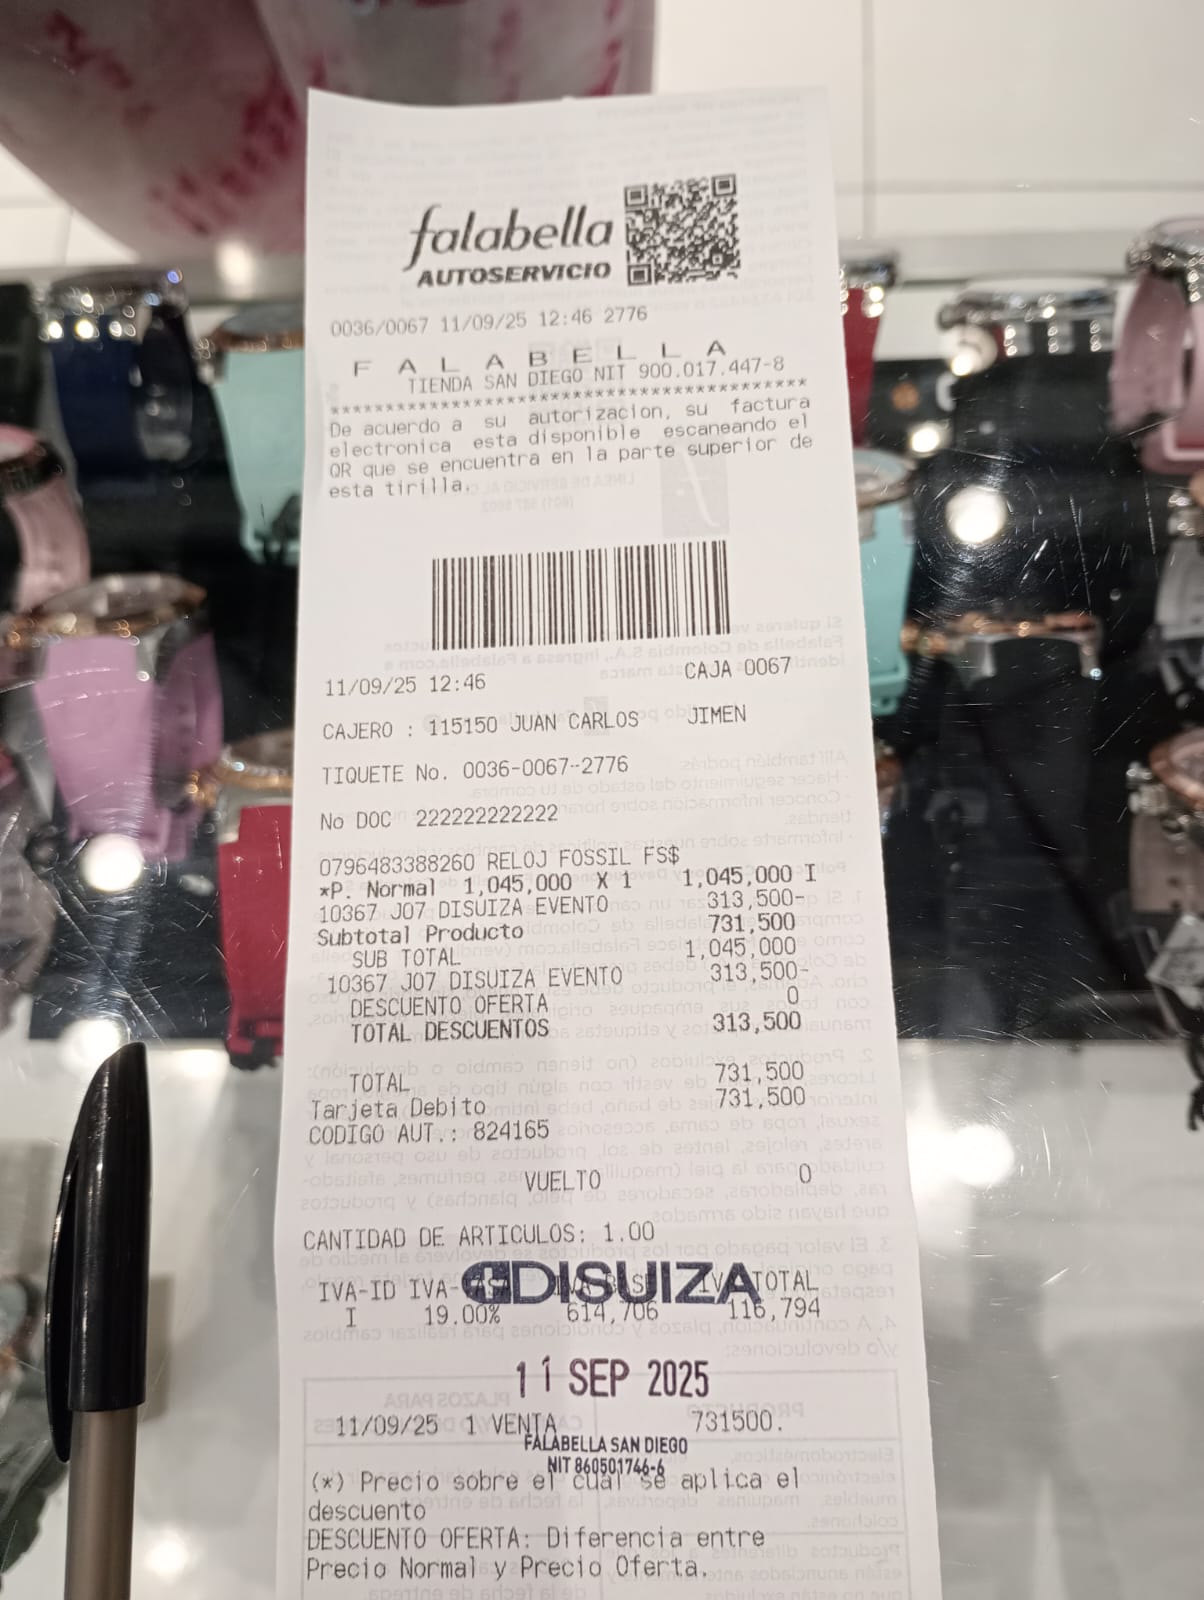 falabella
AUTOSERVICIO
0036/0067 11/09/25 12:46 2776
F A L A B E L L A
TIENDA SAN DIEGO NIT 900.017.447-8
****************************************
De acuerdo a su autorizacion, su factura
electronica esta disponible escaneando el
QR que se encuentra en la parte superior de
esta tirilla.
11/09/25 12:46 CAJA 0067
CAJERO : 115150 JUAN CARLOS JIMEN
TIQUETE No. 0036-0067-2776
No DOC 222222222222
0796483388260 RELOJ FOSSIL FS$
*P. Normal 1,045,000 X 1 1,045,000 I
10367 J07 DISUIZA EVENTO 313,500-
Subtotal Producto 731,500
SUB TOTAL 1,045,000
10367 J07 DISUIZA EVENTO 313,500-
DESCUENTO OFERTA 0
TOTAL DESCUENTOS 313,500
TOTAL 731,500
Tarjeta Debito 731,500
CODIGO AUT.: 824165
VUELTO 0
CANTIDAD DE ARTICULOS: 1.00
DISUIZA
IVA-ID IVA- TOTAL
I 19.00% 614,706 116,794
11 SEP 2025
11/09/25 1 VENTA 731500.
FALABELLA SAN DIEGO
NIT 860501746-6
(*) Precio sobre el cual se aplica el
descuento
DESCUENTO OFERTA: Diferencia entre
Precio Normal y Precio Oferta.